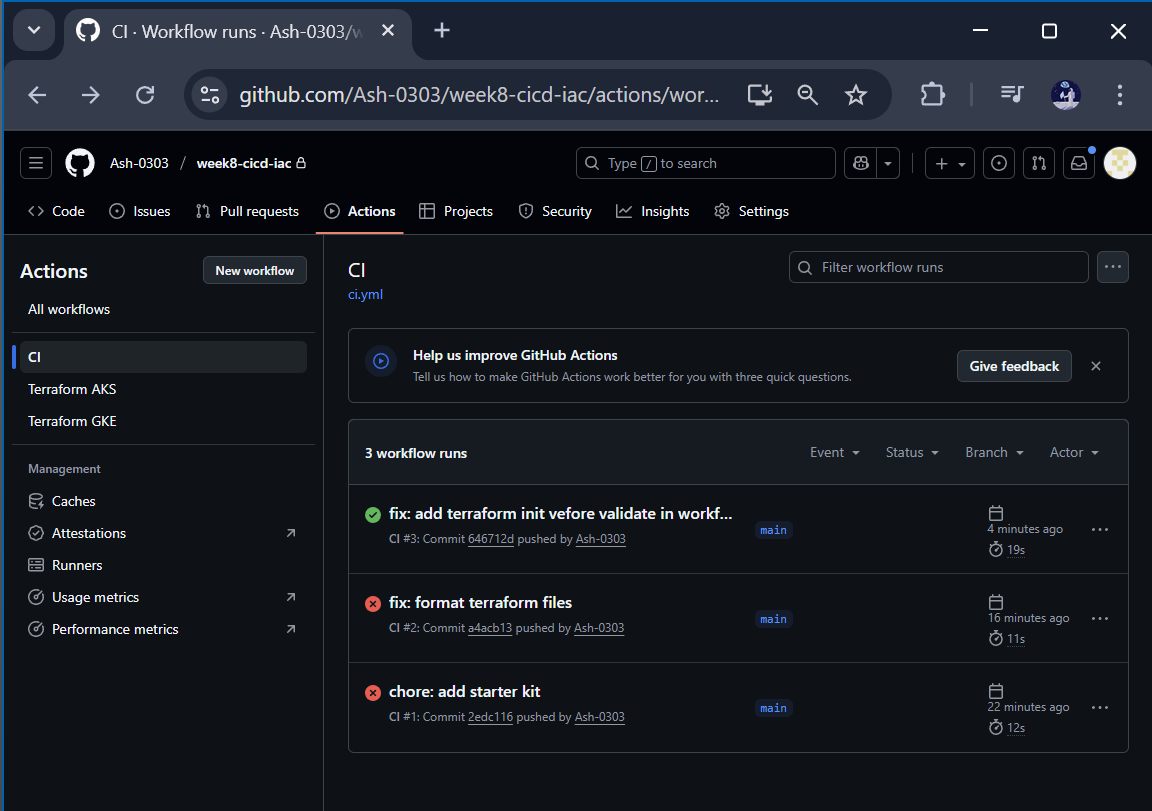 CI · Workflow runs · Ash-0303/w
github.com/Ash-0303/week8-cicd-iac/actions/wor...
Ash-0303 / week8-cicd-iac
Type / to search
Code Issues Pull requests Actions Projects Security Insights Settings
Actions
New workflow
All workflows
CI
Terraform AKS
Terraform GKE
Management
Caches
Attestations
Runners
Usage metrics
Performance metrics
CI
ci.yml
Filter workflow runs
Help us improve GitHub Actions
Tell us how to make GitHub Actions work better for you with three quick questions.
Give feedback
3 workflow runs
Event Status Branch Actor
fix: add terraform init vefore validate in workf...
CI #3: Commit 646712d pushed by Ash-0303
main
4 minutes ago
19s
fix: format terraform files
CI #2: Commit a4acb13 pushed by Ash-0303
main
16 minutes ago
11s
chore: add starter kit
CI #1: Commit 2edc116 pushed by Ash-0303
main
22 minutes ago
12s